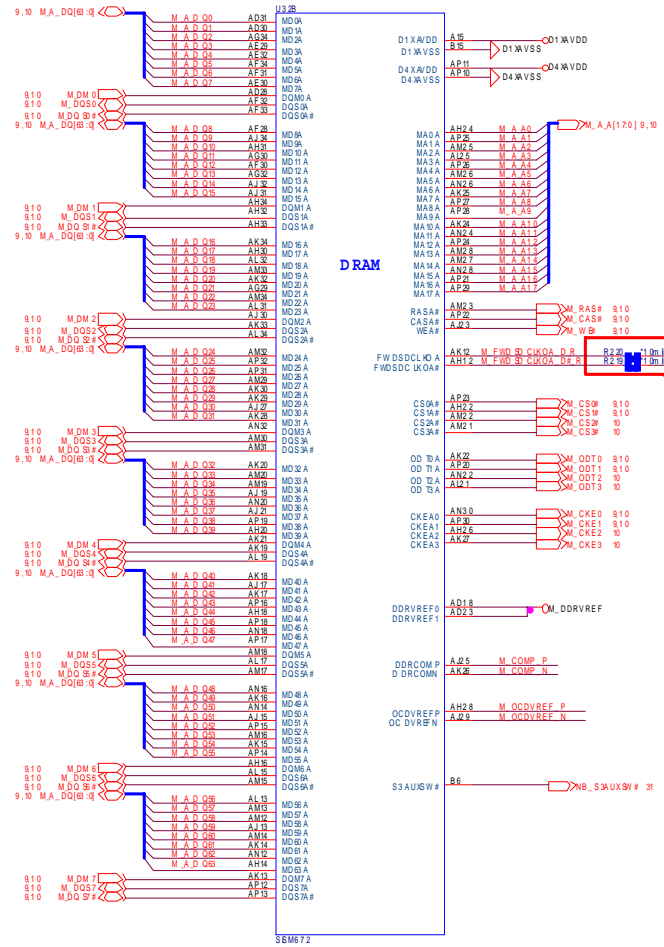 U32B
9,10 M_A_DQ[63:0]
M_A_DQ0 AD31 MD0A
M_A_DQ1 AD30 MD1A
M_A_DQ2 AG34 MD2A
M_A_DQ3 AE29 MD3A
M_A_DQ4 AE32 MD4A
M_A_DQ5 AF34 MD5A
M_A_DQ6 AF31 MD6A
M_A_DQ7 AE30 MD7A
9,10 M_DM0 AD28 DQM0A
9,10 M_DQS0 AF32 DQS0A
9,10 M_DQS0# AF33 DQS0A#
9,10 M_A_DQ[63:0]
M_A_DQ8 AF28 MD8A
M_A_DQ9 AJ34 MD9A
M_A_DQ10 AH31 MD10A
M_A_DQ11 AG30 MD11A
M_A_DQ12 AF30 MD12A
M_A_DQ13 AG32 MD13A
M_A_DQ14 AJ32 MD14A
M_A_DQ15 AJ31 MD15A
9,10 M_DM1 AH34 DQM1A
9,10 M_DQS1 AH32 DQS1A
9,10 M_DQS1# AH33 DQS1A#
9,10 M_A_DQ[63:0]
M_A_DQ16 AK34 MD16A
M_A_DQ17 AH30 MD17A
M_A_DQ18 AL32 MD18A
M_A_DQ19 AM33 MD19A
M_A_DQ20 AK32 MD20A
M_A_DQ21 AG29 MD21A
M_A_DQ22 AM34 MD22A
M_A_DQ23 AL31 MD23A
9,10 M_DM2 AJ30 DQM2A
9,10 M_DQS2 AK33 DQS2A
9,10 M_DQS2# AL34 DQS2A#
9,10 M_A_DQ[63:0]
M_A_DQ24 AM32 MD24A
M_A_DQ25 AP32 MD25A
M_A_DQ26 AP31 MD26A
M_A_DQ27 AM29 MD27A
M_A_DQ28 AK30 MD28A
M_A_DQ29 AK29 MD29A
M_A_DQ30 AJ27 MD30A
M_A_DQ31 AK28 MD31A
9,10 M_DM3 AN32 DQM3A
9,10 M_DQS3 AM30 DQS3A
9,10 M_DQS3# AM31 DQS3A#
9,10 M_A_DQ[63:0]
M_A_DQ32 AK20 MD32A
M_A_DQ33 AM20 MD33A
M_A_DQ34 AM19 MD34A
M_A_DQ35 AJ19 MD35A
M_A_DQ36 AN20 MD36A
M_A_DQ37 AJ21 MD37A
M_A_DQ38 AP19 MD38A
M_A_DQ39 AH20 MD39A
9,10 M_DM4 AK21 DQM4A
9,10 M_DQS4 AK19 DQS4A
9,10 M_DQS4# AL19 DQS4A#
9,10 M_A_DQ[63:0]
M_A_DQ40 AK18 MD40A
M_A_DQ41 AJ17 MD41A
M_A_DQ42 AK17 MD42A
M_A_DQ43 AP16 MD43A
M_A_DQ44 AH18 MD44A
M_A_DQ45 AP18 MD45A
M_A_DQ46 AN18 MD46A
M_A_DQ47 AP17 MD47A
9,10 M_DM5 AM18 DQM5A
9,10 M_DQS5 AL17 DQS5A
9,10 M_DQS5# AM17 DQS5A#
9,10 M_A_DQ[63:0]
M_A_DQ48 AN16 MD48A
M_A_DQ49 AK16 MD49A
M_A_DQ50 AN14 MD50A
M_A_DQ51 AJ15 MD51A
M_A_DQ52 AP15 MD52A
M_A_DQ53 AM16 MD53A
M_A_DQ54 AK15 MD54A
M_A_DQ55 AP14 MD55A
9,10 M_DM6 AH16 DQM6A
9,10 M_DQS6 AL15 DQS6A
9,10 M_DQS6# AM15 DQS6A#
9,10 M_A_DQ[63:0]
M_A_DQ56 AL13 MD56A
M_A_DQ57 AM13 MD57A
M_A_DQ58 AM12 MD58A
M_A_DQ59 AJ13 MD59A
M_A_DQ60 AM14 MD60A
M_A_DQ61 AK14 MD61A
M_A_DQ62 AN12 MD62A
M_A_DQ63 AH14 MD63A
9,10 M_DM7 AK13 DQM7A
9,10 M_DQS7 AP12 DQS7A
9,10 M_DQS7# AP13 DQS7A#
DRAM
D1XAVDD A15 D1XAVDD
D1XAVSS B15 D1XAVSS
D4XAVDD AP11 D4XAVDD
D4XAVSS AP10 D4XAVSS
MA0A AH24 M_A_A0 M_A_A[17:0] 9,10
MA1A AP25 M_A_A1
MA2A AM25 M_A_A2
MA3A AL25 M_A_A3
MA4A AP26 M_A_A4
MA5A AM26 M_A_A5
MA6A AN26 M_A_A6
MA7A AK25 M_A_A7
MA8A AP27 M_A_A8
MA9A AP28 M_A_A9
MA10A AK24 M_A_A10
MA11A AN24 M_A_A11
MA12A AP24 M_A_A12
MA13A AM28 M_A_A13
MA14A AM27 M_A_A14
MA15A AN28 M_A_A15
MA16A AP21 M_A_A16
MA17A AP29 M_A_A17
RASA# AM23 M_RAS# 9,10
CASA# AP22 M_CAS# 9,10
WEA# AJ23 M_WE# 9,10
FWDSDCLKOA AK12 M_FWDSDCLKOA_D_R R220
FWDSDCLKOA# AH12 M_FWDSDCLKOA_D#_R R219
CS0A# AP23 M_CS0# 9,10
CS1A# AH22 M_CS1# 9,10
CS2A# AM22 M_CS2# 10
CS3A# AM21 M_CS3# 10
ODT0A AK22 M_ODT0 9,10
ODT1A AP20 M_ODT1 9,10
ODT2A AN22 M_ODT2 10
ODT3A AL21 M_ODT3 10
CKEA0 AN30 M_CKE0 9,10
CKEA1 AP30 M_CKE1 9,10
CKEA2 AH26 M_CKE2 10
CKEA3 AK27 M_CKE3 10
DDRVREF0 AD18 M_DDRVREF
DDRVREF1 AD23
DDRCOMP AJ25 M_COMP_P
DDRCOMN AK26 M_COMP_N
OCDVREFP AH28 M_OCDVREF_P
OCDVREFN AJ29 M_OCDVREF_N
S3AUXSW# B6 NB_S3AUXSW# 31
SISM672